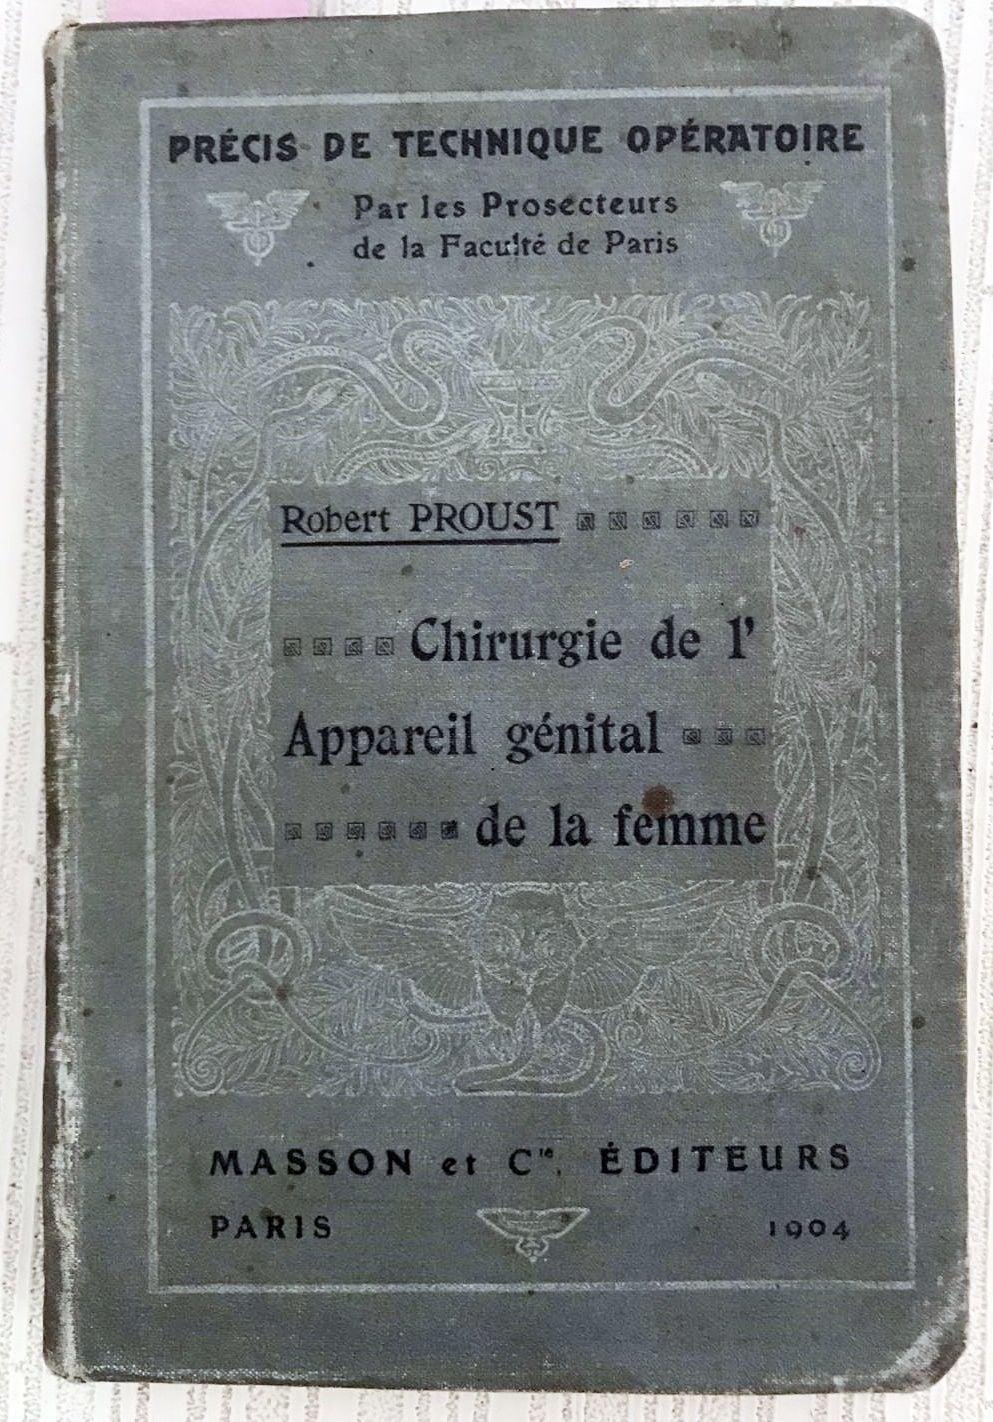 PRÉCIS DE TECHNIQUE OPÉRATOIRE
Par les Prosecteurs
de la Faculté de Paris
Robert PROUST
Chirurgie de l'
Appareil génital
de la femme
MASSON et Cie. ÉDITEURS
PARIS 1904